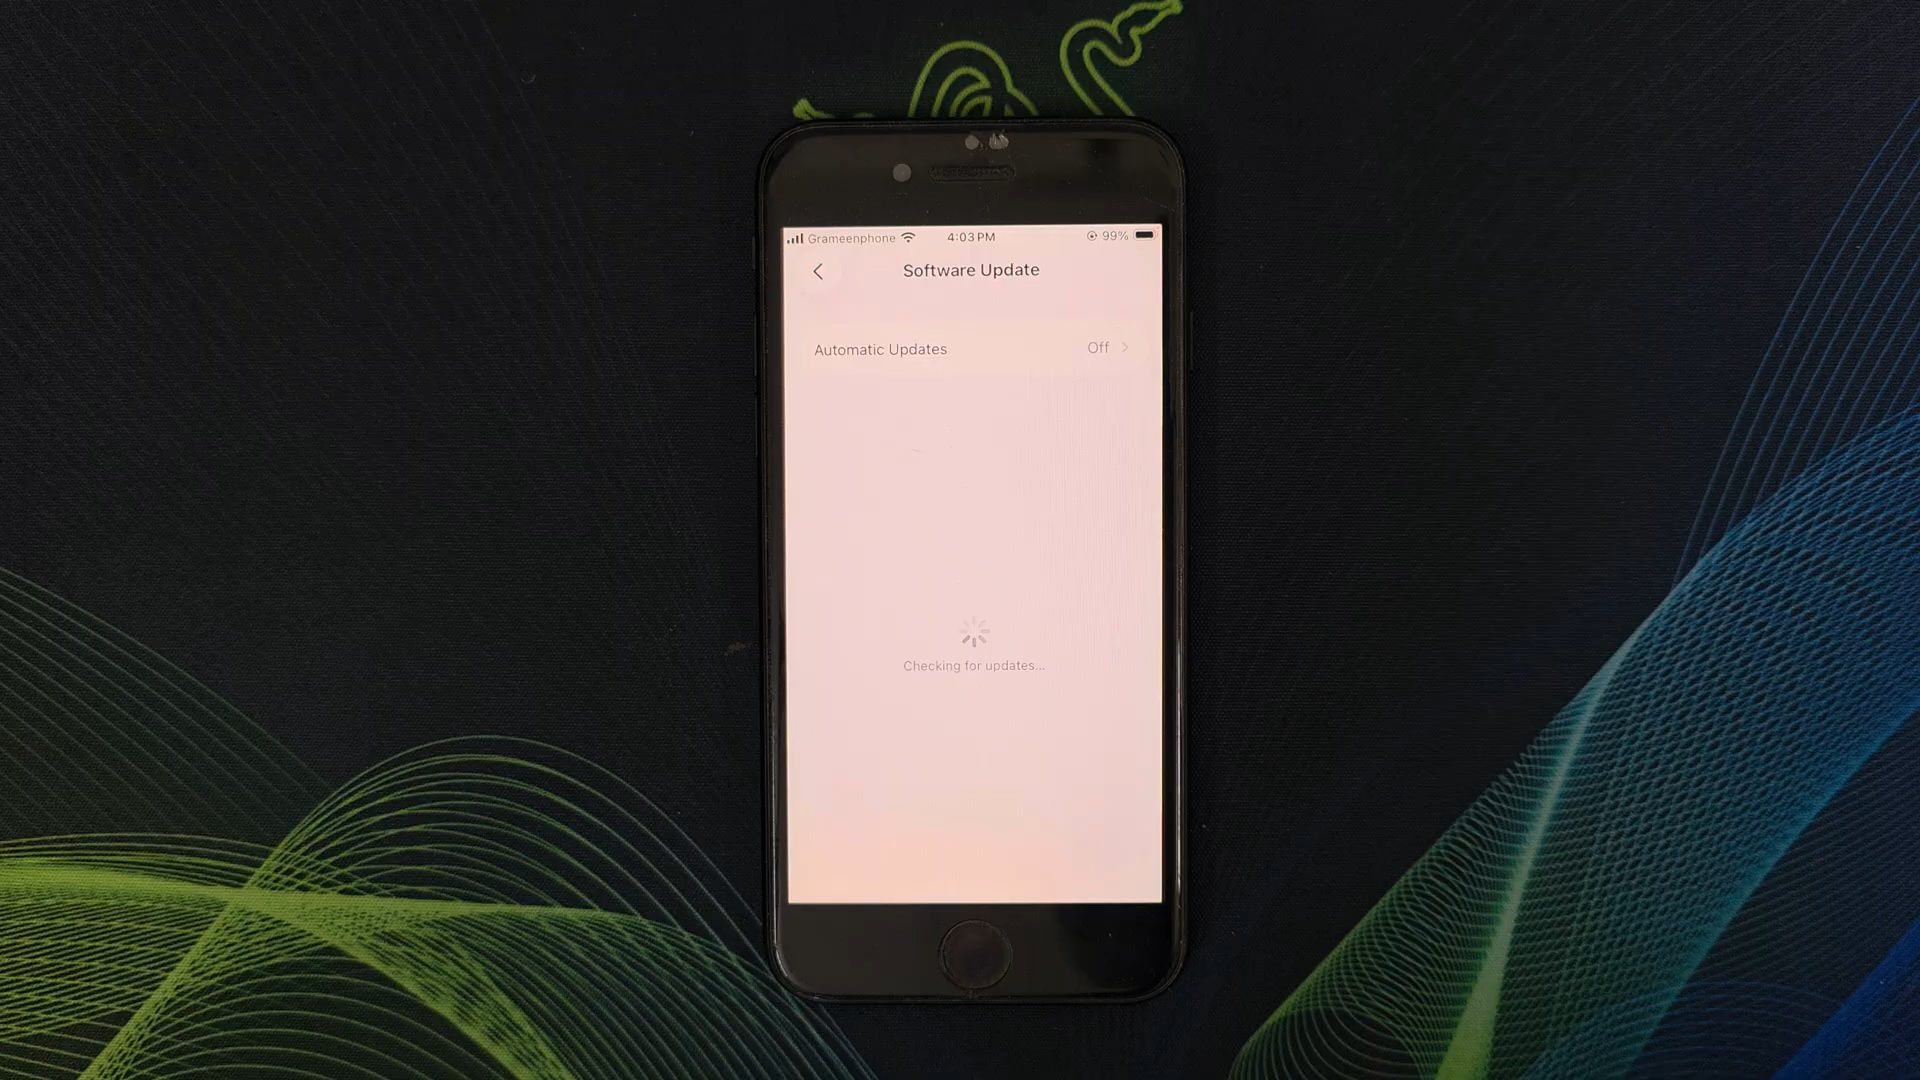 Grameenphone 4:03 PM 99%
Software Update
Automatic Updates Off
Checking for updates...